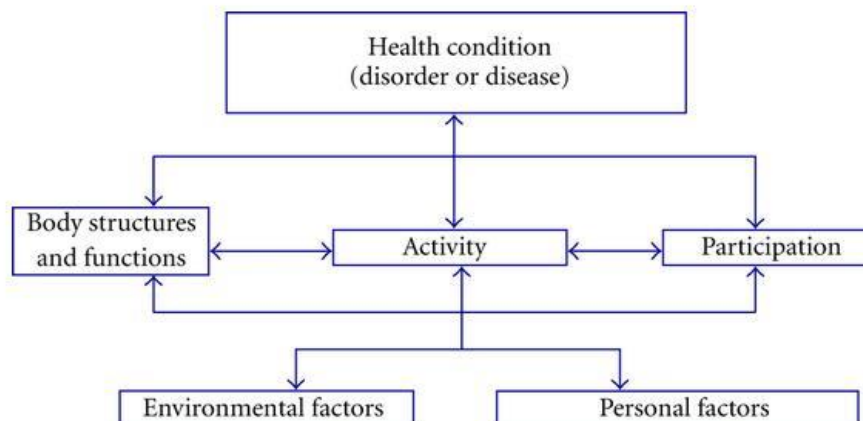 Health condition
(disorder or disease)
Body structures
and functions
Activity
Participation
Environmental factors
Personal factors